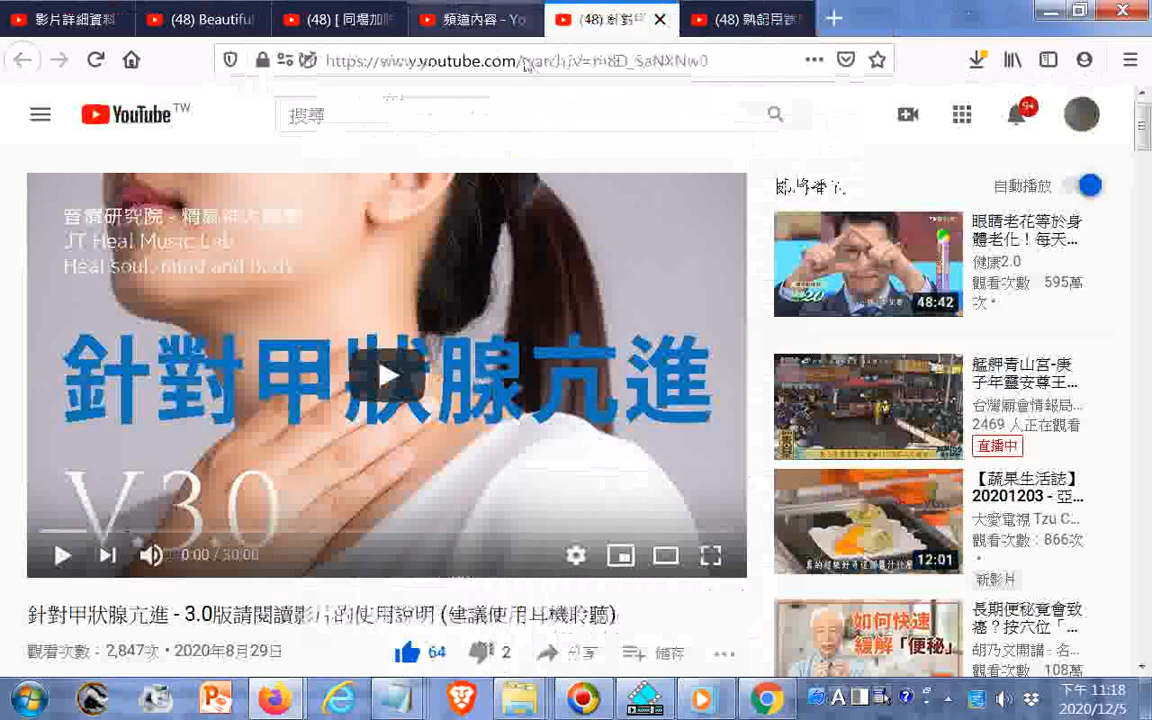 影片詳細資料
(48) Beautiful
(48) [ 同場加
頻道內容 - Yo
(48) 針對甲
(48) 熟記甲
https://www.youtube.com/
YouTube TW
搜尋
9+
自動播放
JT Heal Music Lab
Heal soul, mind and body
針對甲狀腺亢進
V.3.0
0:00 / 30:00
眼睛老花等於身
體老化！每天...
健康2.0
觀看次數：595萬
次・
48:42
艋舺青山宮-庚
子年靈安尊王...
台灣廟會情報局...
2469 人正在觀看
直播中
【蔬果生活誌】
20201203 - 亞...
大愛電視 Tzu C...
觀看次數：866次
・
新影片
12:01
如何快速
緩解「便秘」
長期便秘竟會致
癌？按穴位「...
胡乃文開講 : 名...
觀看次數：108萬
針對甲狀腺亢進 - 3.0版請閱讀影片的使用說明 (建議使用耳機聆聽)
觀看次數：2,847次・2020年8月29日
64
2
分享
儲存
下午 11:18
2020/12/5